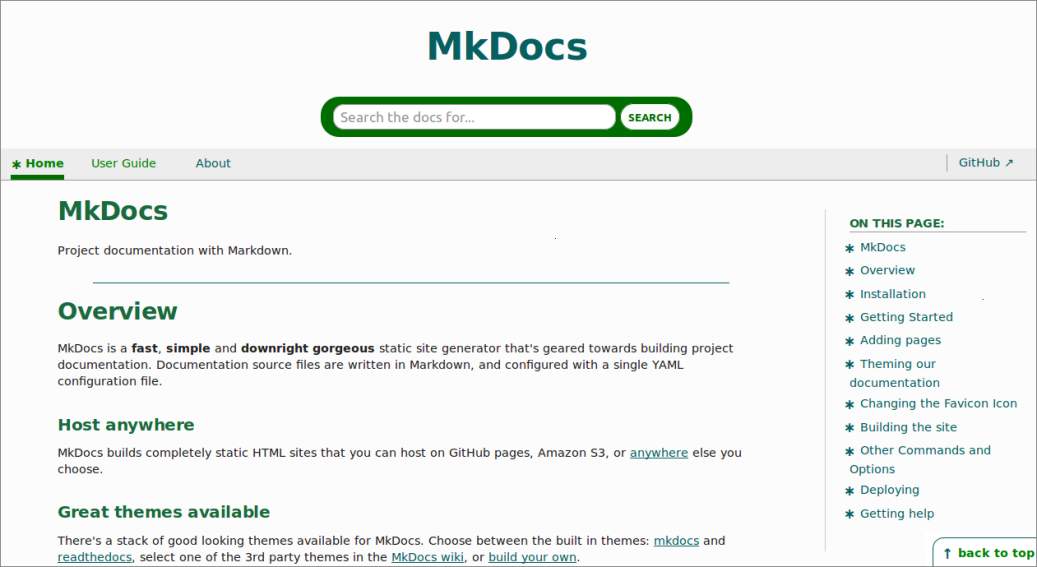 MkDocs
Search the docs for...
SEARCH
∗ Home
User Guide
About
GitHub ↗
MkDocs
Project documentation with Markdown.
Overview
MkDocs is a fast, simple and downright gorgeous static site generator that's geared towards building project
documentation. Documentation source files are written in Markdown, and configured with a single YAML
configuration file.
Host anywhere
MkDocs builds completely static HTML sites that you can host on GitHub pages, Amazon S3, or anywhere else you
choose.
Great themes available
There's a stack of good looking themes available for MkDocs. Choose between the built in themes: mkdocs and
readthedocs, select one of the 3rd party themes in the MkDocs wiki, or build your own.
ON THIS PAGE:
∗ MkDocs
∗ Overview
∗ Installation
∗ Getting Started
∗ Adding pages
∗ Theming our
documentation
∗ Changing the Favicon Icon
∗ Building the site
∗ Other Commands and
Options
∗ Deploying
∗ Getting help
↑ back to top